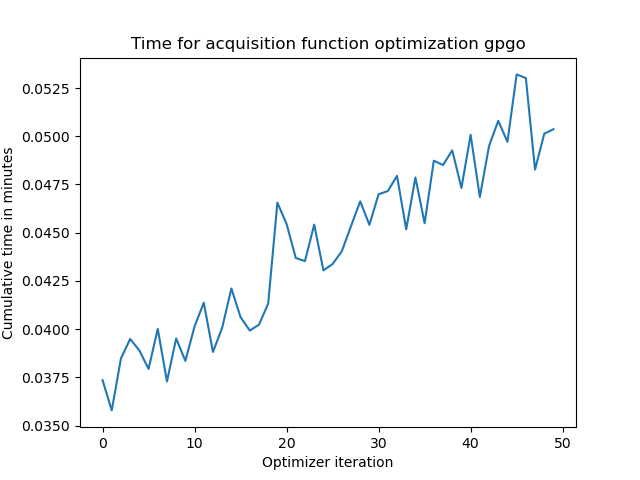 Time for acquisition function optimization gpgo
Cumulative time in minutes
0.0525
0.0500
0.0475
0.0450
0.0425
0.0400
0.0375
0.0350
0 10 20 30 40 50
Optimizer iteration